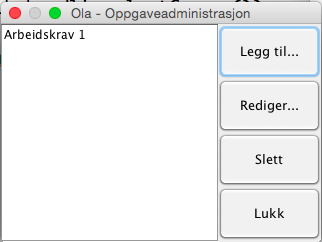 Ola - Oppgaveadministrasjon
Arbeidskrav 1
Legg til...
Rediger...
Slett
Lukk